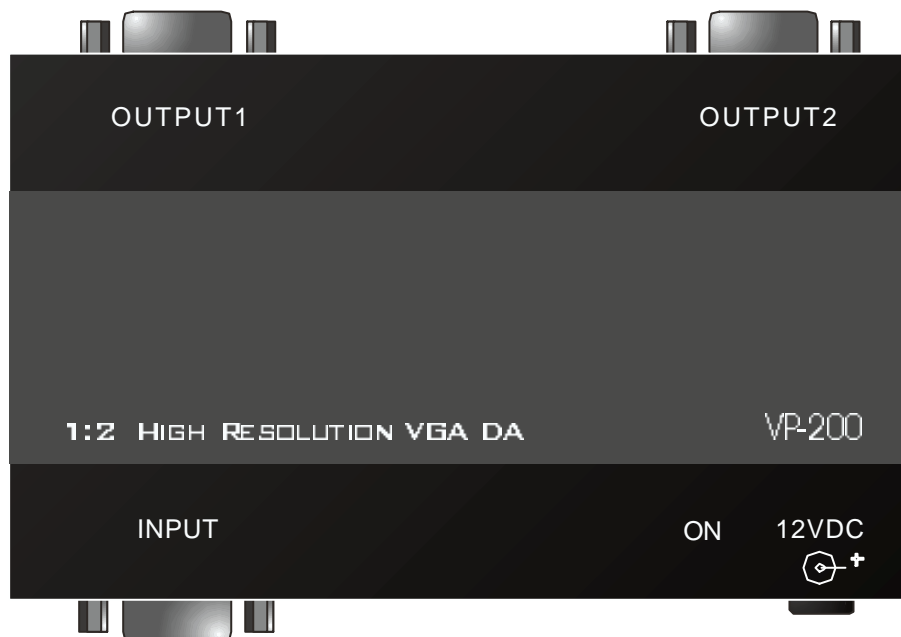 OUTPUT1 OUTPUT2
1:2 HIGH RESOLUTION VGA DA VP-200
INPUT ON 12VDC
+